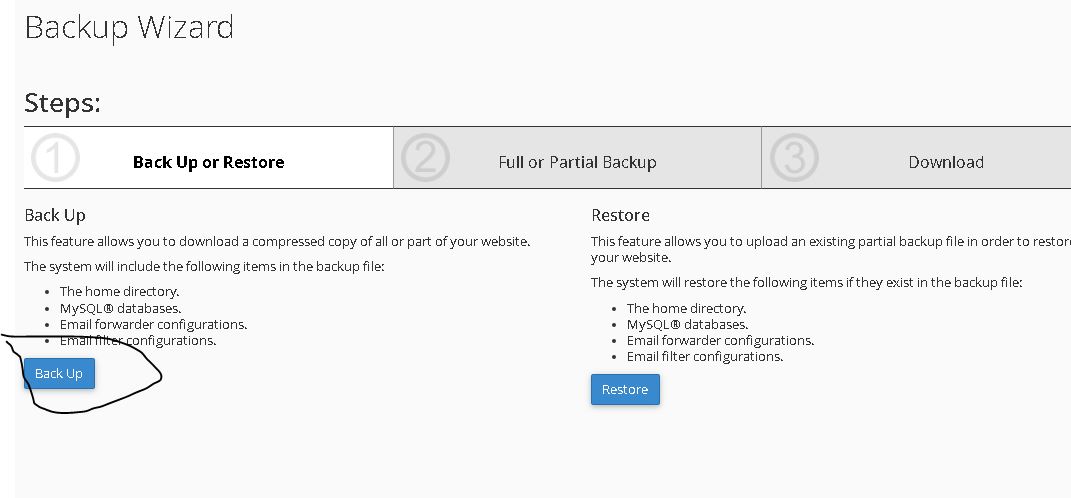 Backup Wizard
Steps:
1 Back Up or Restore
2 Full or Partial Backup
3 Download
Back Up
This feature allows you to download a compressed copy of all or part of your website.
The system will include the following items in the backup file:
• The home directory.
• MySQL® databases.
• Email forwarder configurations.
• Email filter configurations.
Back Up
Restore
This feature allows you to upload an existing partial backup file in order to restore
your website.
The system will restore the following items if they exist in the backup file:
• The home directory.
• MySQL® databases.
• Email forwarder configurations.
• Email filter configurations.
Restore